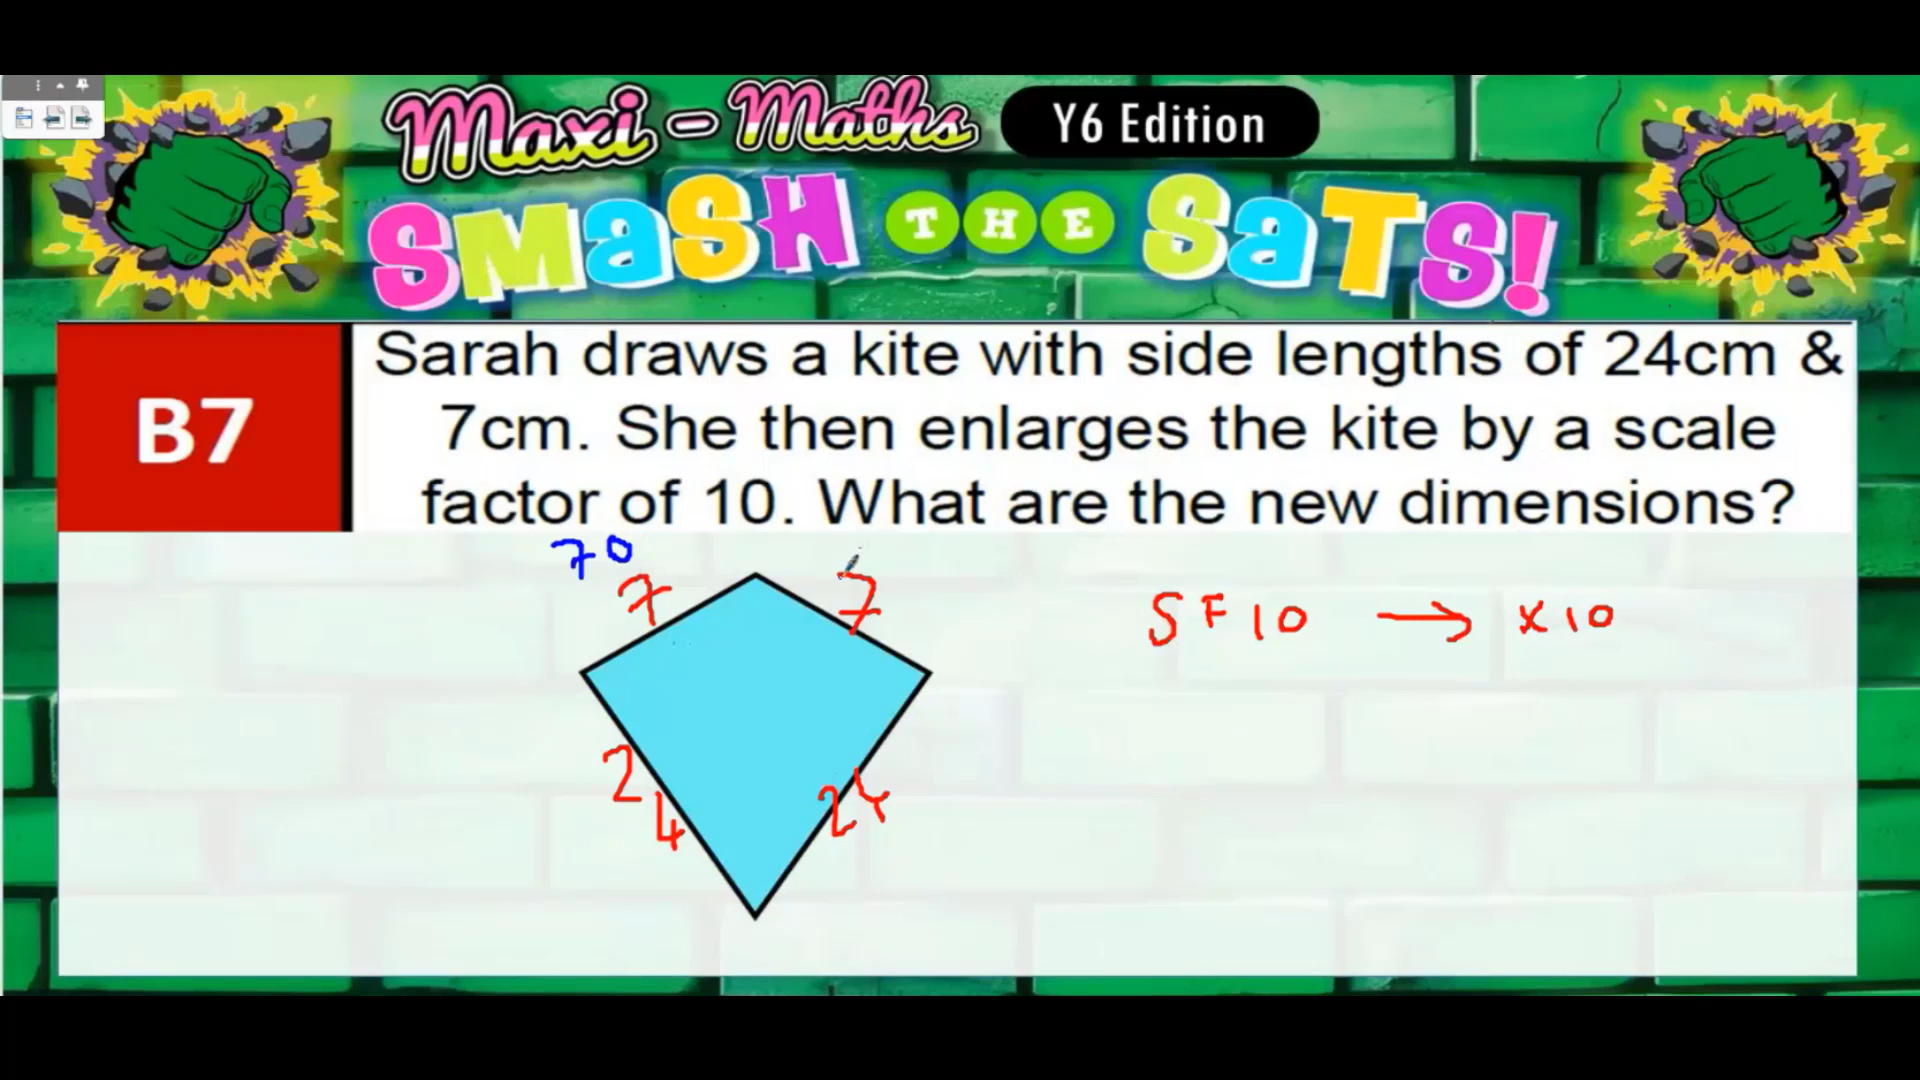 Maxi - Maths Y6 Edition
SMaSH THE SaTS!
B7
Sarah draws a kite with side lengths of 24cm &
7cm. She then enlarges the kite by a scale
factor of 10. What are the new dimensions?
70
7 7
SF10 → x10
24 24